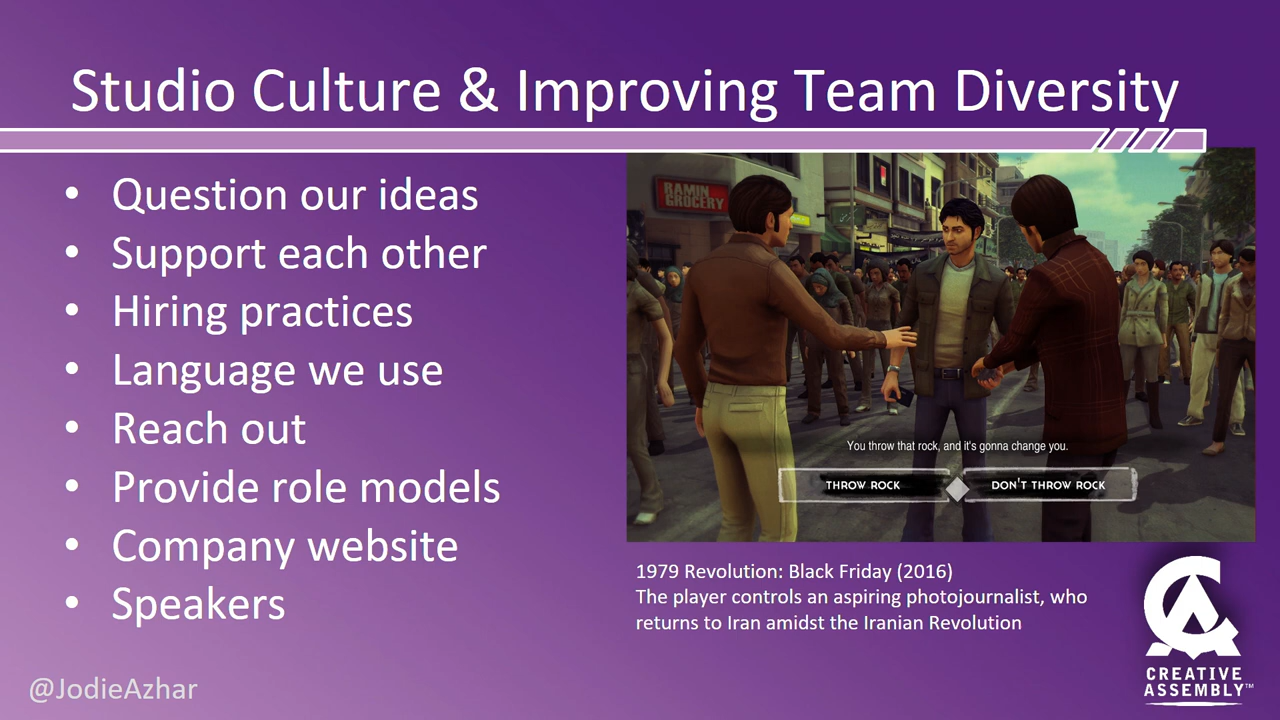 Studio Culture & Improving Team Diversity
• Question our ideas
• Support each other
• Hiring practices
• Language we use
• Reach out
• Provide role models
• Company website
• Speakers
RAMIN
GROCERY
You throw that rock, and it's gonna change you.
THROW ROCK
DON'T THROW ROCK
1979 Revolution: Black Friday (2016)
The player controls an aspiring photojournalist, who
returns to Iran amidst the Iranian Revolution
@JodieAzhar
CREATIVE
ASSEMBLY™